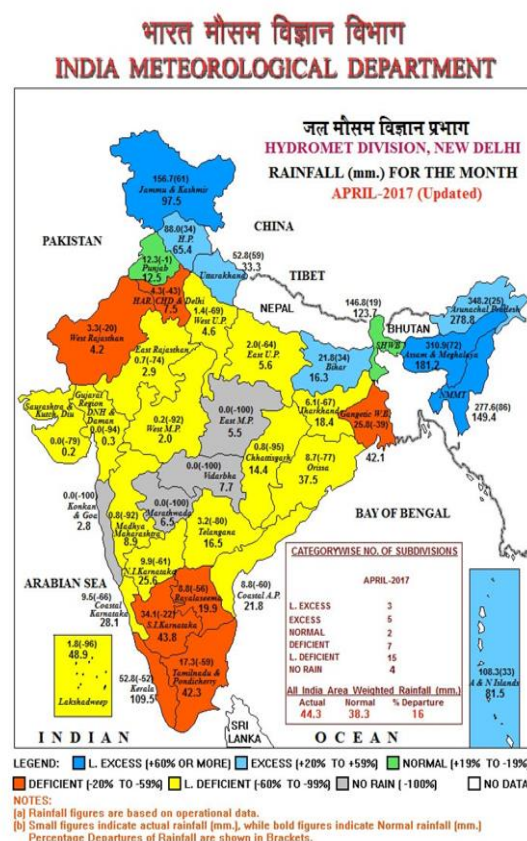 भारत मौसम विज्ञान विभाग
INDIA METEOROLOGICAL DEPARTMENT
जल मौसम विज्ञान प्रभाग
HYDROMET DIVISION, NEW DELHI
RAINFALL (mm.) FOR THE MONTH
APRIL-2017 (Updated)
156.7(61)
Jammu & Kashmir
97.5
CHINA
88.0(34)
H.P.
65.4
PAKISTAN
12.3(-1)
Punjab
12.5
52.8(59)
Uttarakhand
33.3
TIBET
4.3(-43)
HAR. CHD & Delhi
7.5
NEPAL
1.4(-69)
West U.P.
4.6
3.3(-20)
West Rajasthan
4.2
East Rajasthan
0.7(-74)
2.9
2.0(-64)
East U.P.
5.6
146.8(19)
123.7
SHWB
BHUTAN
348.2(25)
Arunachal Pradesh
278.8
310.9(72)
Assam & Meghalaya
181.2
NMMT
277.6(86)
149.4
21.8(34)
Bihar
16.3
6.1(-67)
Jharkhand
18.4
Gangetic W.B.
25.8(-39)
42.1
Saurashtra &
Kutth, Diu
0.0(-79)
0.2
Gujarat
Region
DNH &
Daman
0.0(-94)
0.3
0.2(-92)
West M.P.
2.0
0.0(-100)
East M.P.
5.5
0.8(-95)
Chhattisgarh
14.4
8.7(-77)
Orissa
37.5
0.0(-100)
Vidarbha
7.7
0.0(-100)
Konkan
& Goa
2.8
0.0(-100)
Marathwada
6.5
0.8(-92)
Madhya
Maharashtra
8.9
3.2(-80)
Telangana
16.5
BAY OF BENGAL
ARABIAN SEA
9.9(-61)
N.I.Karnataka
25.6
8.8(-56)
Rayalaseema
19.9
8.8(-60)
Coastal A.P.
21.8
9.5(-66)
Coastal
Karnataka
28.1
34.1(-22)
S.I.Karnataka
43.8
1.8(-96)
48.9
Lakshadweep
52.8(-52)
Kerala
109.5
17.3(-59)
Tamilnadu &
Pondicherry
42.3
SRI
LANKA
INDIAN OCEAN
108.3(33)
A & N Islands
81.5
CATEGORYWISE NO. OF SUBDIVISIONS
APRIL-2017
L. EXCESS 3
EXCESS 5
NORMAL 2
DEFICIENT 7
L. DEFICIENT 15
NO RAIN 4
All India Area Weighted Rainfall (mm.)
Actual Normal % Departure
44.3 38.3 16
LEGEND: L. EXCESS (+60% OR MORE) EXCESS (+20% TO +59%) NORMAL (+19% TO -19%)
DEFICIENT (-20% TO -59%) L. DEFICIENT (-60% TO -99%) NO RAIN (-100%) NO DATA
NOTES:
(a) Rainfall figures are based on operational data.
(b) Small figures indicate actual rainfall (mm.), while bold figures indicate Normal rainfall (mm.)
Percentage Departures of Rainfall are shown in Brackets.